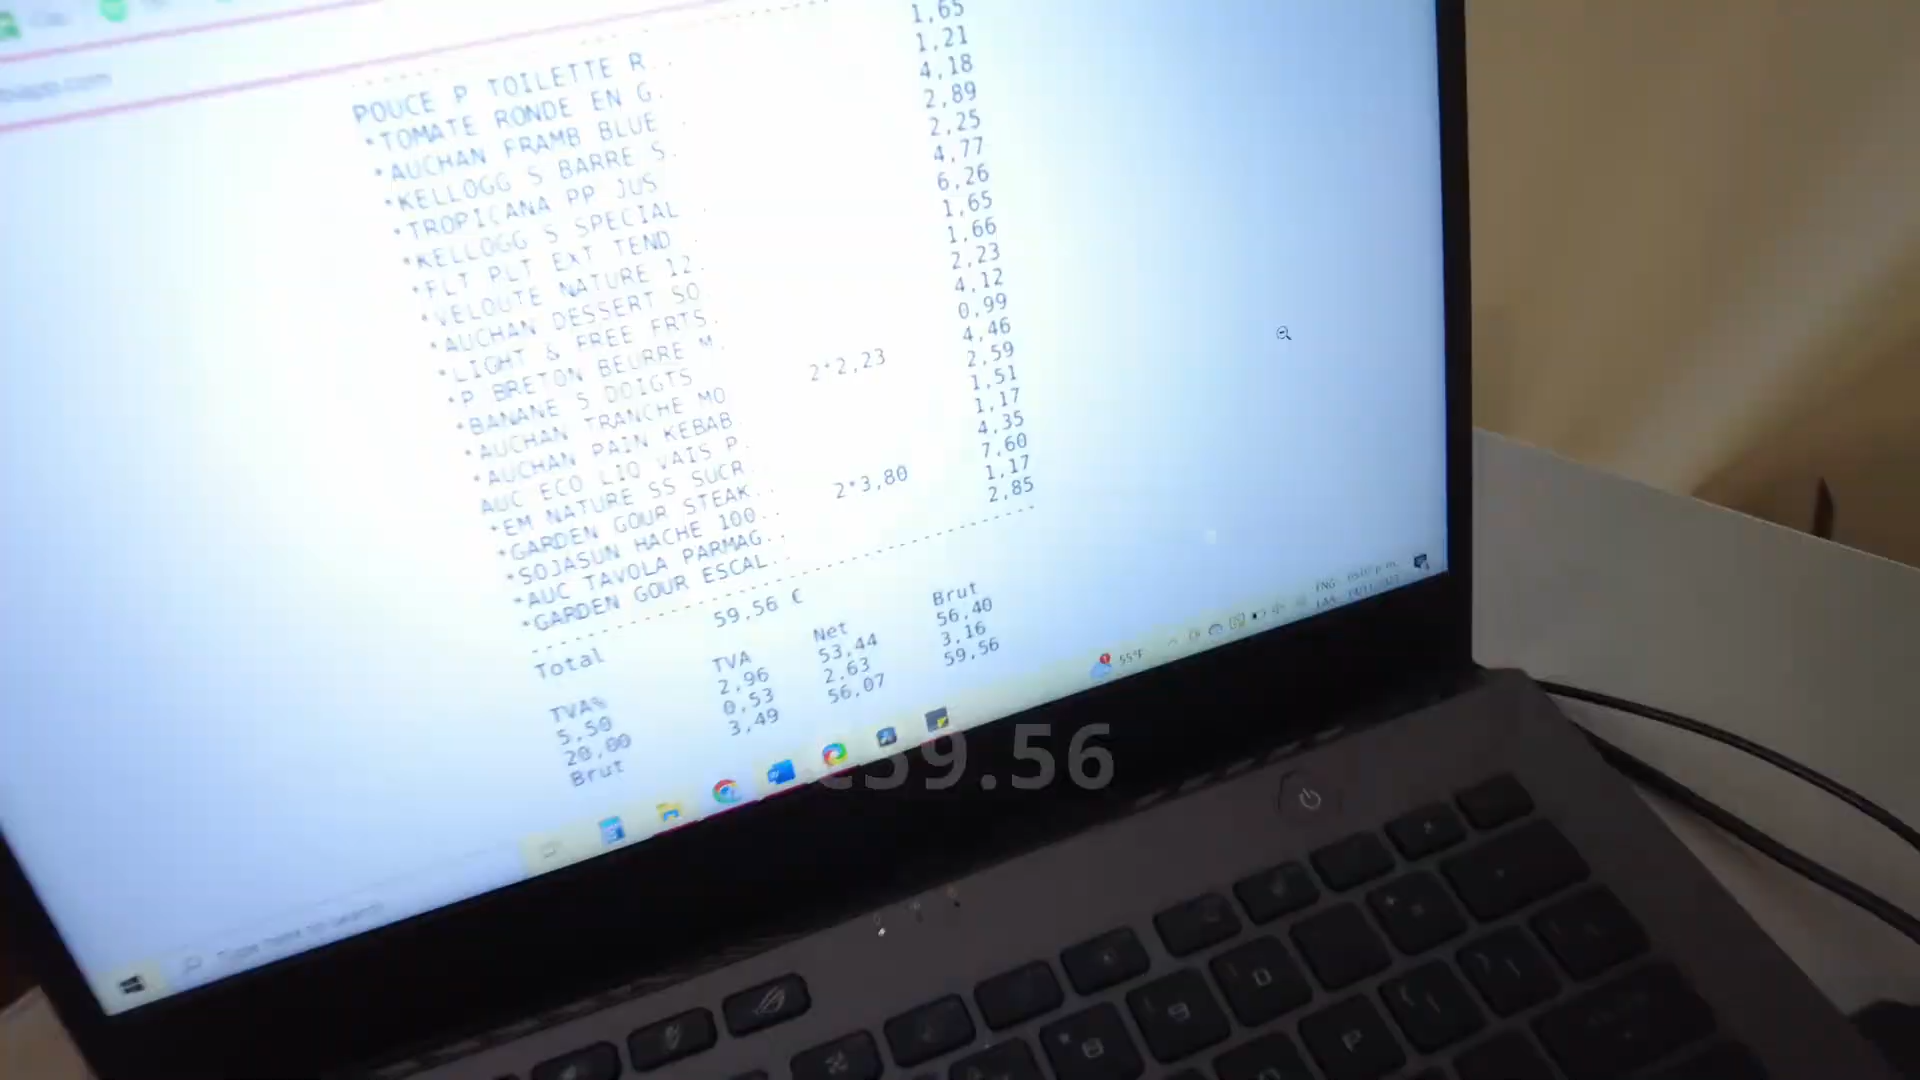 POUCE P TOILETTE R.. 1,65
*TOMATE RONDE EN G. 1,21
*AUCHAN FRAMB BLUE 4,18
*KELLOGG S BARRE S. 2,89
*TROPICANA PP JUS 2,25
*KELLOGG S SPECIAL 4,77
*FLT PLT EXT TEND 6,26
*VELOUTE NATURE 12. 1,65
*AUCHAN DESSERT SO 1,66
*LIGHT & FREE FRTS. 2,23
*P BRETON BEURRE M. 4,12
*BANANE S DOIGTS 0,99
*AUCHAN TRANCHE MO 2*2,23 4,46
*AUCHAN PAIN KEBAB 2,59
AUC ECO LIO VAIS P. 1,51
*EM NATURE SS SUCR. 1,17
*GARDEN GOUR STEAK.. 4,35
*SOJASUN HACHE 100.. 2*3,80 7,60
*AUC TAVOLA PARMAG.. 1,17
*GARDEN GOUR ESCAL.. 2,85
Total 59,56 €
TVA% TVA Net Brut
5,50 2,96 53,44 56,40
20,00 0,53 2,63 3,16
Brut 3,49 56,07 59,56
55°F
ENG
€59.56